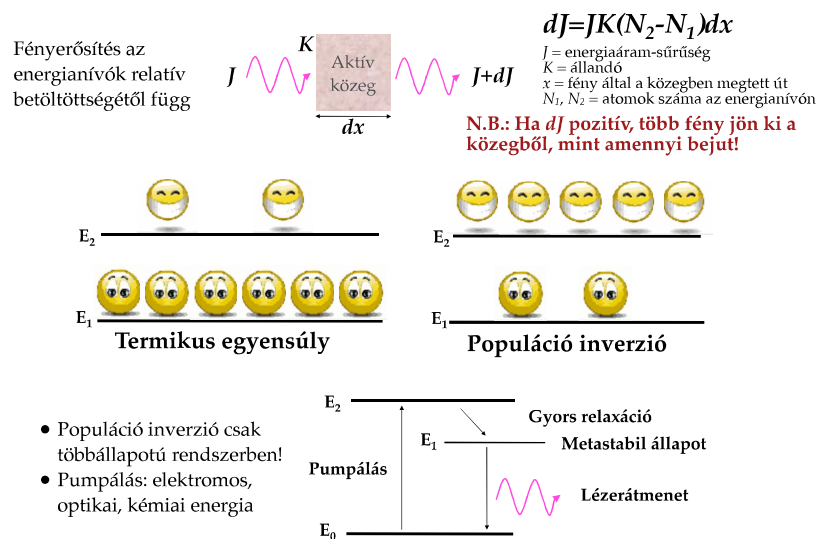 Fényerősítés az
energianívók relatív
betöltöttségétől függ
J
K
Aktív
közeg
dx
J+dJ
dJ=JK(N₂-N₁)dx
J = energiaáram-sűrűség
K = állandó
x = fény által a közegben megtett út
N₁, N₂ = atomok száma az energianívón
N.B.: Ha dJ pozitív, több fény jön ki a
közegből, mint amennyi bejut!
E₂
E₁
Termikus egyensúly
E₂
E₁
Populáció inverzió
• Populáció inverzió csak
többállapotú rendszerben!
• Pumpálás: elektromos,
optikai, kémiai energia
E₂
Gyors relaxáció
E₁
Metastabil állapot
Pumpálás
Lézerátmenet
E₀